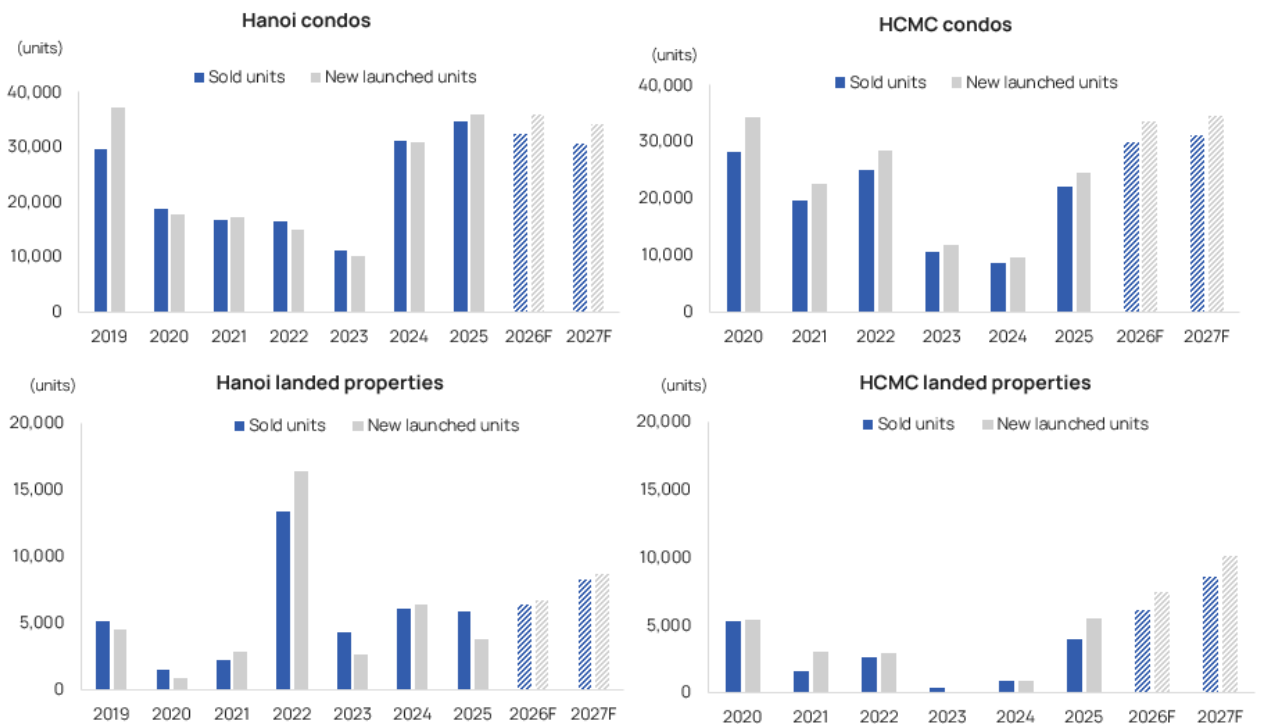 Hanoi condos
(units)
Sold units New launched units
40,000
30,000
20,000
10,000
0
2019 2020 2021 2022 2023 2024 2025 2026F 2027F
HCMC condos
(units)
Sold units New launched units
40,000
30,000
20,000
10,000
0
2020 2021 2022 2023 2024 2025 2026F 2027F
Hanoi landed properties
(units)
Sold units New launched units
20,000
15,000
10,000
5,000
0
2019 2020 2021 2022 2023 2024 2025 2026F 2027F
HCMC landed properties
(units)
Sold units New launched units
20,000
15,000
10,000
5,000
0
2020 2021 2022 2023 2024 2025 2026F 2027F